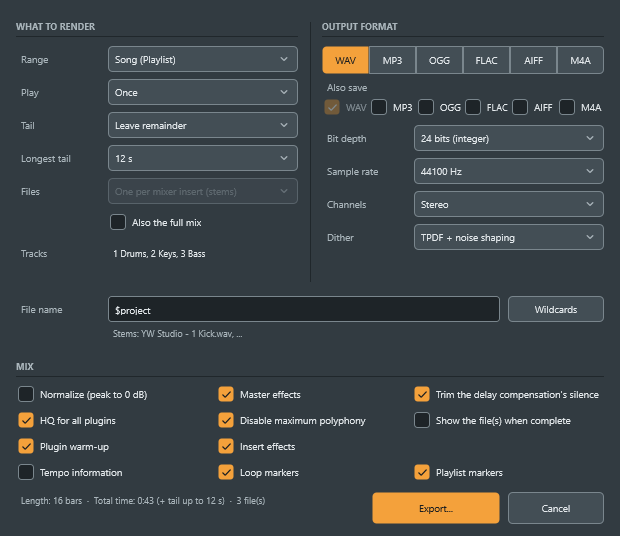 WHAT TO RENDER
Range Song (Playlist)
Play Once
Tail Leave remainder
Longest tail 12 s
Files One per mixer insert (stems)
Also the full mix
Tracks 1 Drums, 2 Keys, 3 Bass
OUTPUT FORMAT
WAV MP3 OGG FLAC AIFF M4A
Also save
WAV MP3 OGG FLAC AIFF M4A
Bit depth 24 bits (integer)
Sample rate 44100 Hz
Channels Stereo
Dither TPDF + noise shaping
File name $project Wildcards
Stems: YW Studio - 1 Kick.wav, ...
MIX
Normalize (peak to 0 dB) Master effects Trim the delay compensation's silence
HQ for all plugins Disable maximum polyphony Show the file(s) when complete
Plugin warm-up Insert effects
Tempo information Loop markers Playlist markers
Length: 16 bars · Total time: 0:43 (+ tail up to 12 s) · 3 file(s) Export... Cancel